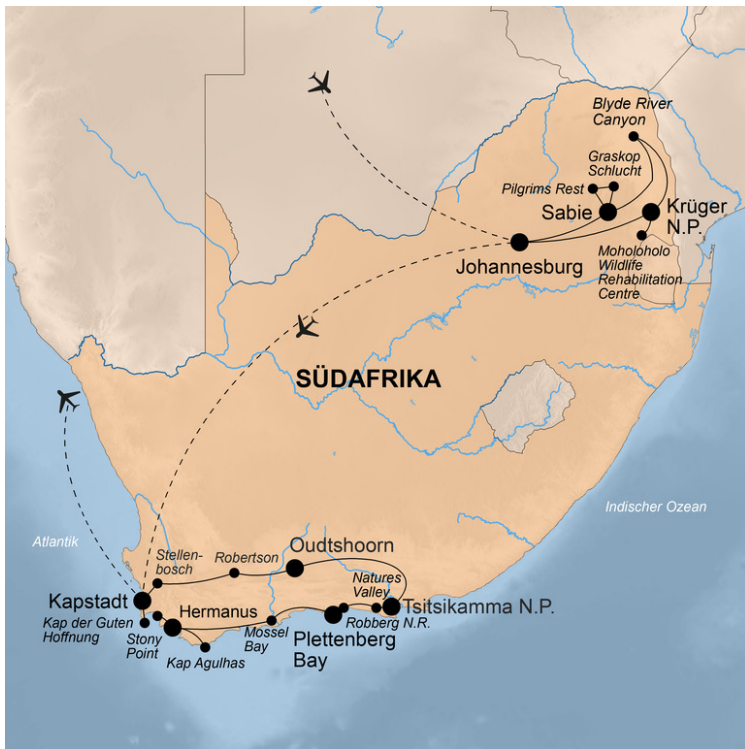 Blyde River
Canyon
Graskop
Schlucht
Pilgrims Rest
Sabie
Krüger
N.P.
Johannesburg
Moholoholo
Wildlife
Rehabilitation
Centre
SÜDAFRIKA
Indischer Ozean
Atlantik
Stellen-
bosch
Robertson
Oudtshoorn
Natures
Valley
Kapstadt
Hermanus
Tsitsikamma N.P.
Kap der Guten
Hoffnung
Stony
Point
Mossel
Bay
Plettenberg
Bay
Robberg N.R.
Kap Agulhas